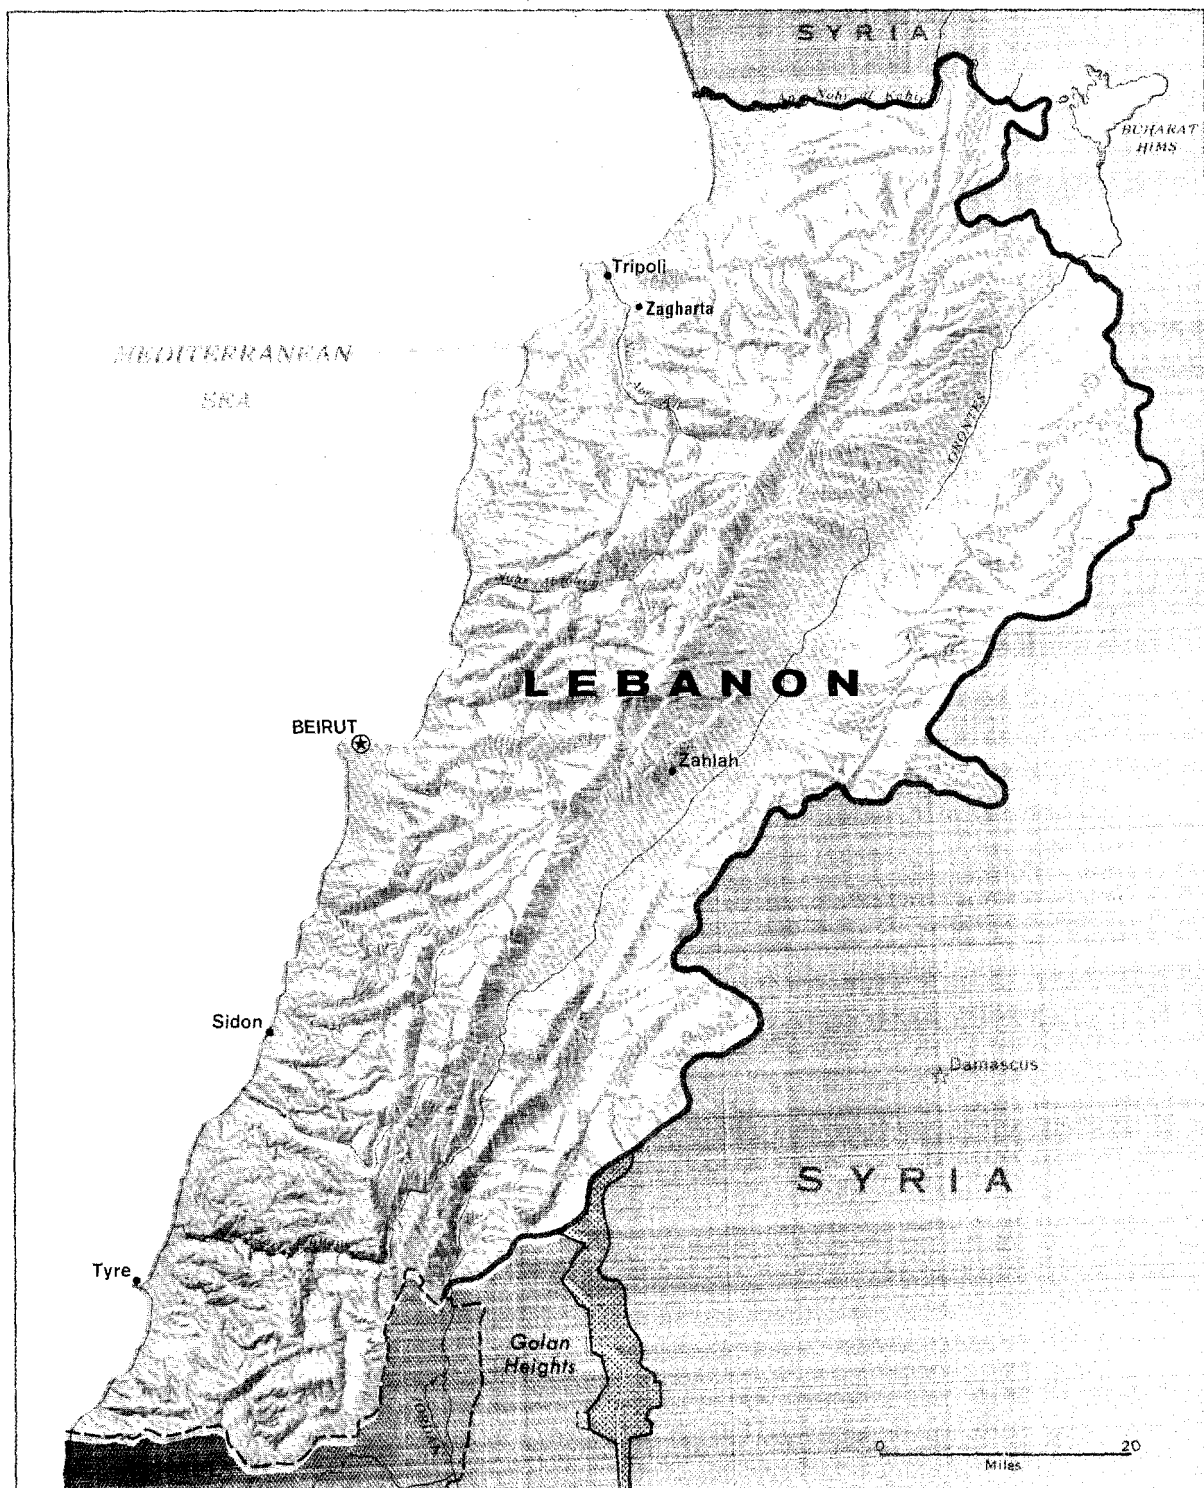 SYRIA
BUHARAT
HIMS
Tripoli
Zagharta
MEDITERRANEAN
SEA
ORONTES
LEBANON
BEIRUT
Zahlah
Sidon
Damascus
SYRIA
Tyre
Golan
Heights
0 20
Miles